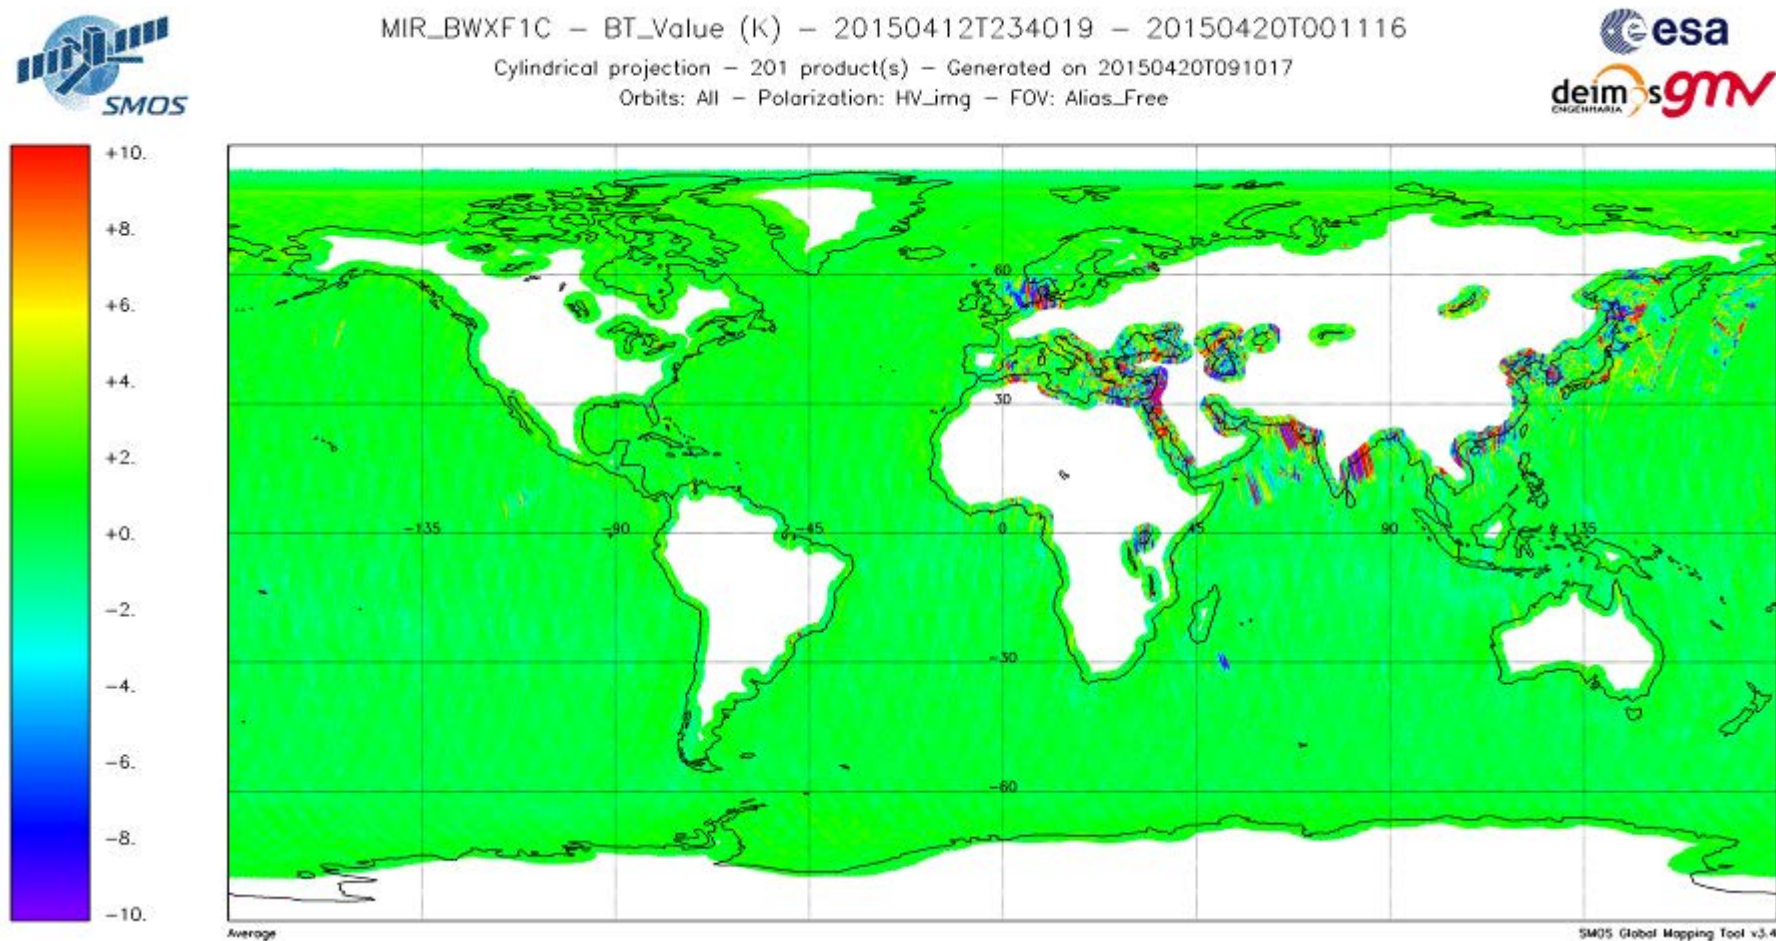 MIR_BWXF1C – BT_Value (K) – 20150412T234019 – 20150420T001116
Cylindrical projection – 201 product(s) – Generated on 20150420T091017
Orbits: All – Polarization: HV_img – FOV: Alias_Free
SMOS
esa
deimos
ENGENHARIA
gmv
+10.
+8.
+6.
+4.
+2.
+0.
-2.
-4.
-6.
-8.
-10.
60
30
-135
-90
-45
0
45
90
135
-30
-60
Average
SMOS Global Mapping Tool v3.4